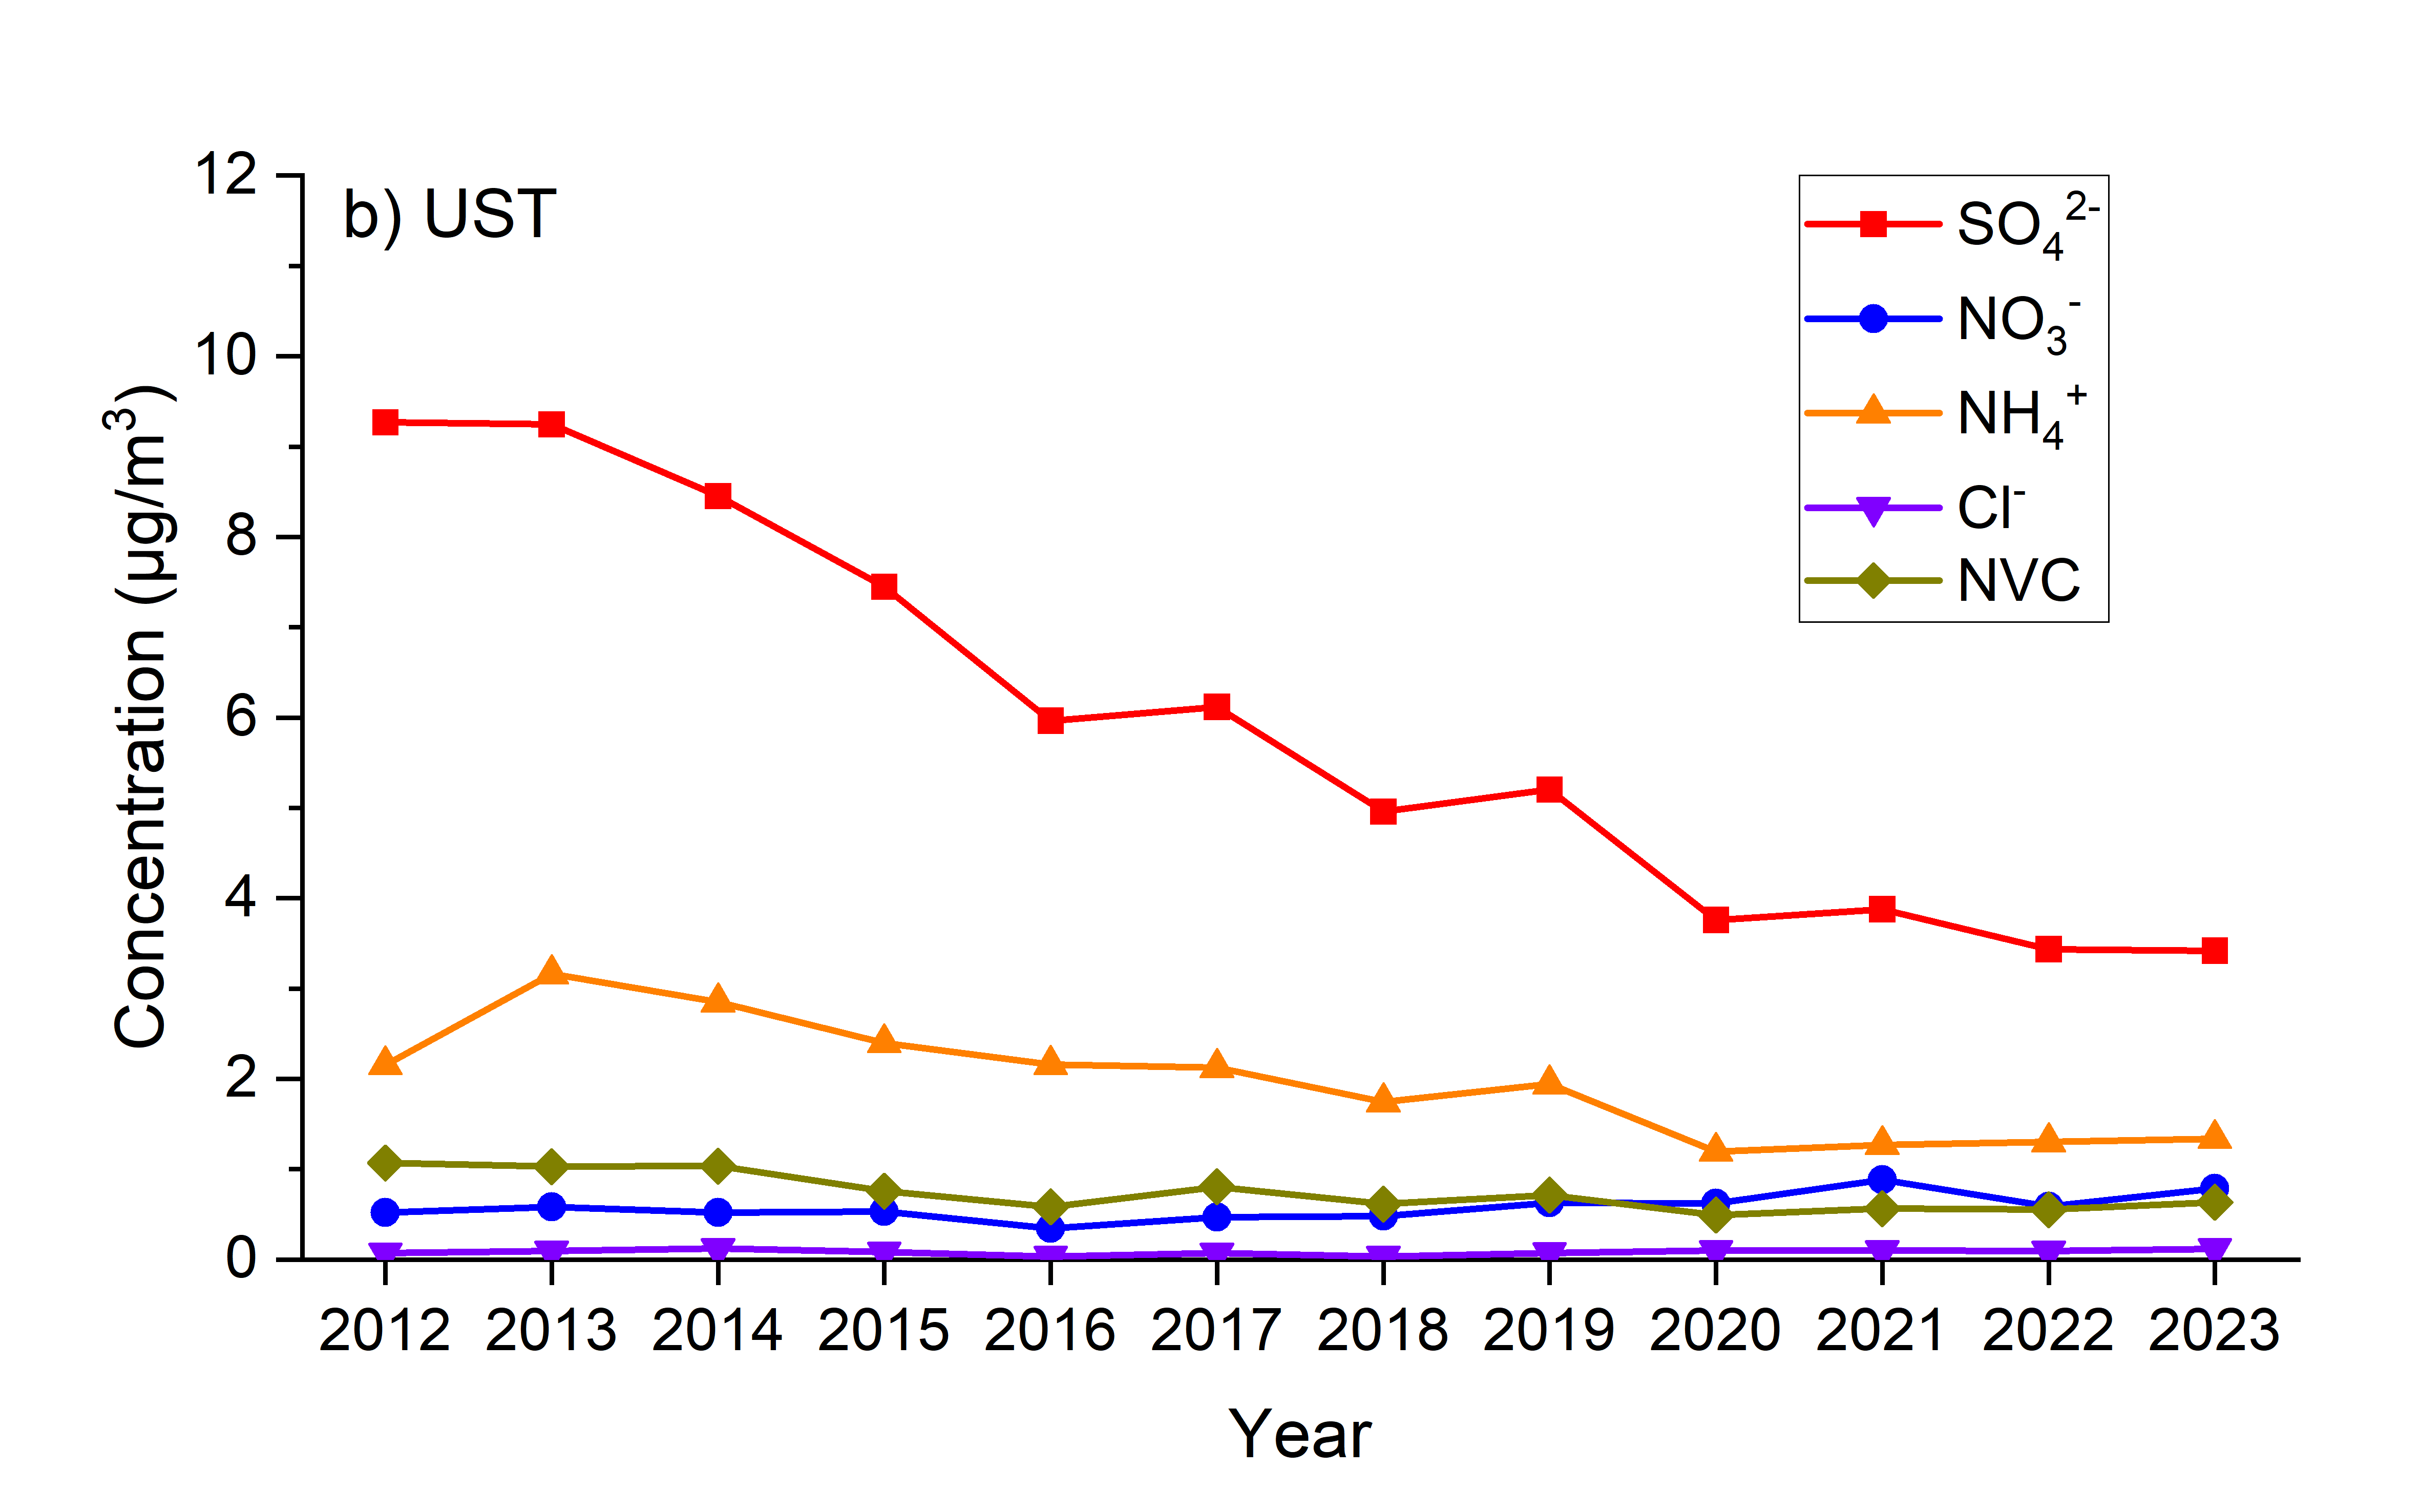 b) UST
12
10
8
6
4
2
0
Concentration (µg/m³)
SO₄²⁻
NO₃⁻
NH₄⁺
Cl⁻
NVC
2012 2013 2014 2015 2016 2017 2018 2019 2020 2021 2022 2023
Year